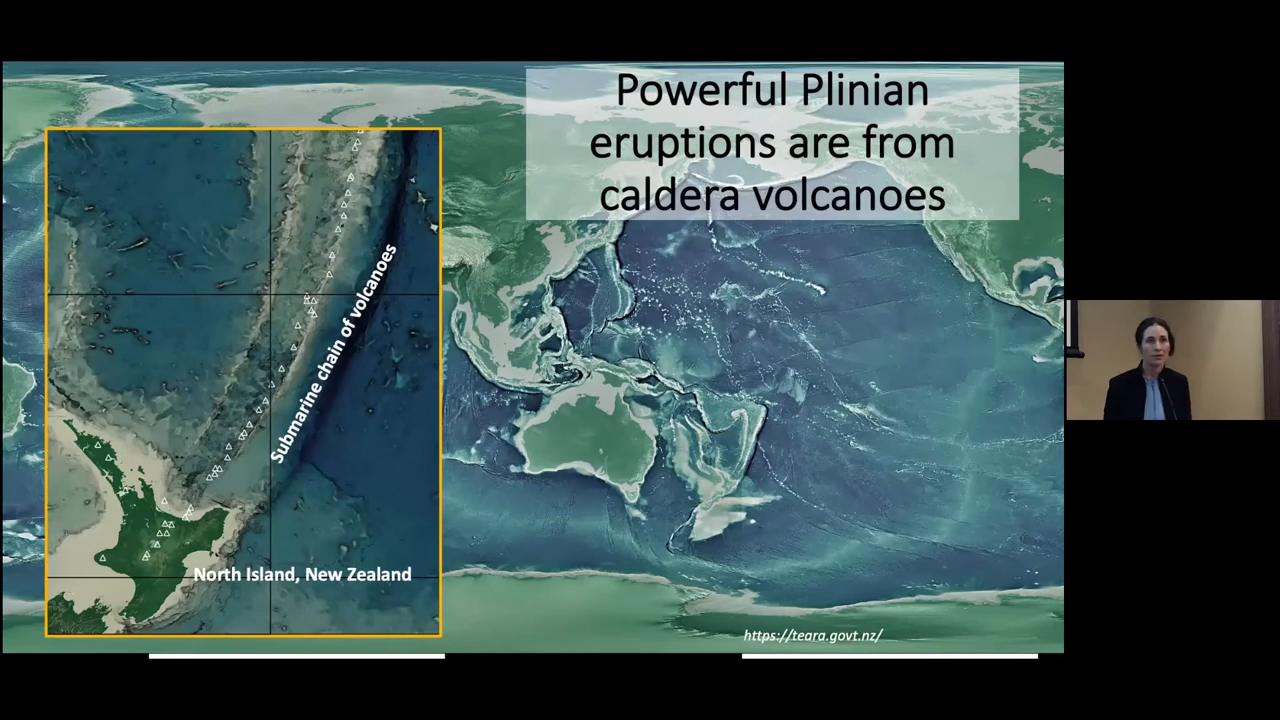 Powerful Plinian
eruptions are from
caldera volcanoes
Submarine chain of volcanoes
North Island, New Zealand
https://teara.govt.nz/